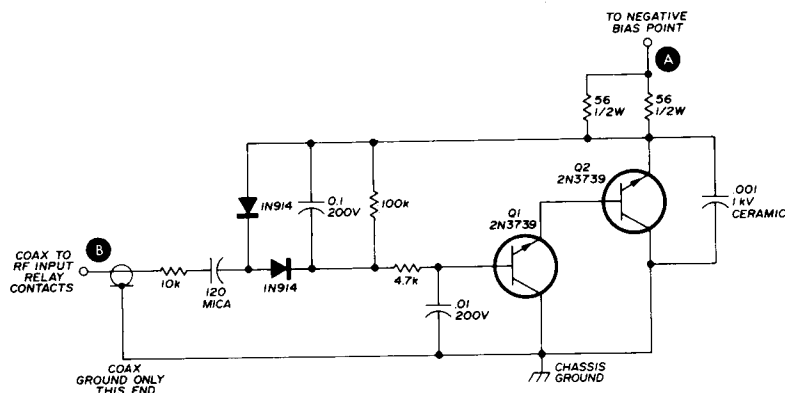 TO NEGATIVE
BIAS POINT
A
56
1/2W
56
1/2W
Q2
2N3739
.001
1 kV
CERAMIC
1N914
0.1
200V
100k
Q1
2N3739
B
COAX TO
RF INPUT
RELAY
CONTACTS
10k
120
MICA
1N914
4.7k
.01
200V
COAX
GROUND ONLY
THIS END
CHASSIS
GROUND